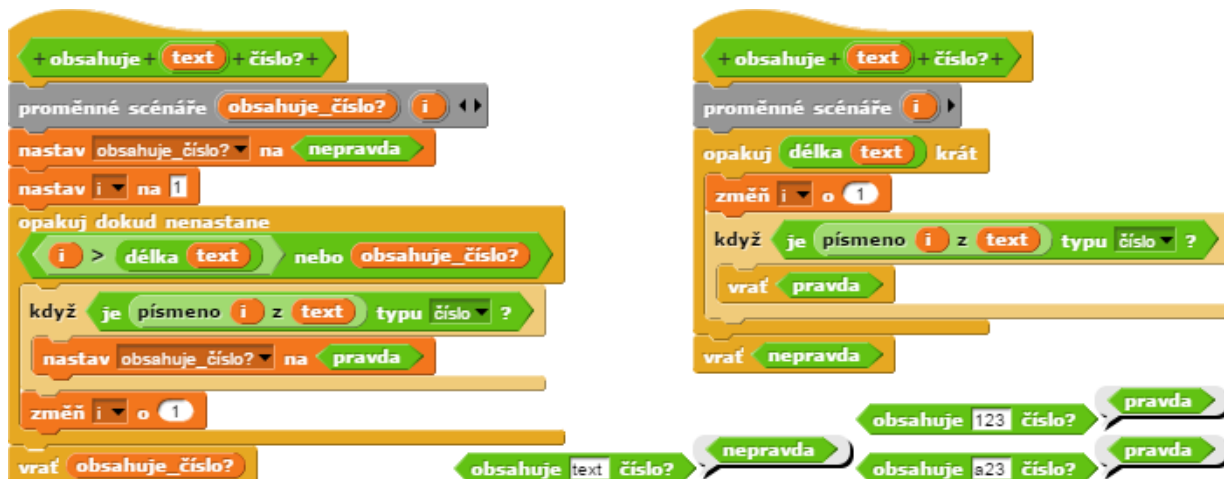 + obsahuje + text + číslo? +
proměnné scénáře obsahuje_číslo? i
nastav obsahuje_číslo? na nepravda
nastav i na 1
opakuj dokud nenastane
i > délka text nebo obsahuje_číslo?
když je písmeno i z text typu číslo ?
nastav obsahuje_číslo? na pravda
změň i o 1
vrať obsahuje_číslo?
+ obsahuje + text + číslo? +
proměnné scénáře i
opakuj délka text krát
změň i o 1
když je písmeno i z text typu číslo ?
vrať pravda
vrať nepravda
obsahuje text číslo? nepravda
obsahuje 123 číslo? pravda
obsahuje a23 číslo? pravda